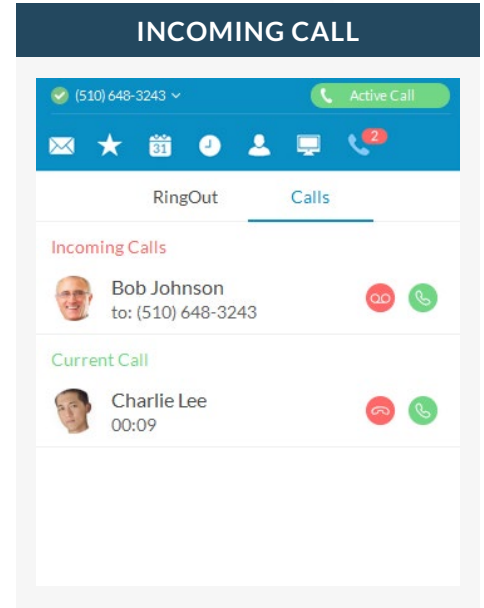 INCOMING CALL
(510) 648-3243
Active Call
31
2
RingOut
Calls
Incoming Calls
Bob Johnson
to: (510) 648-3243
Current Call
Charlie Lee
00:09